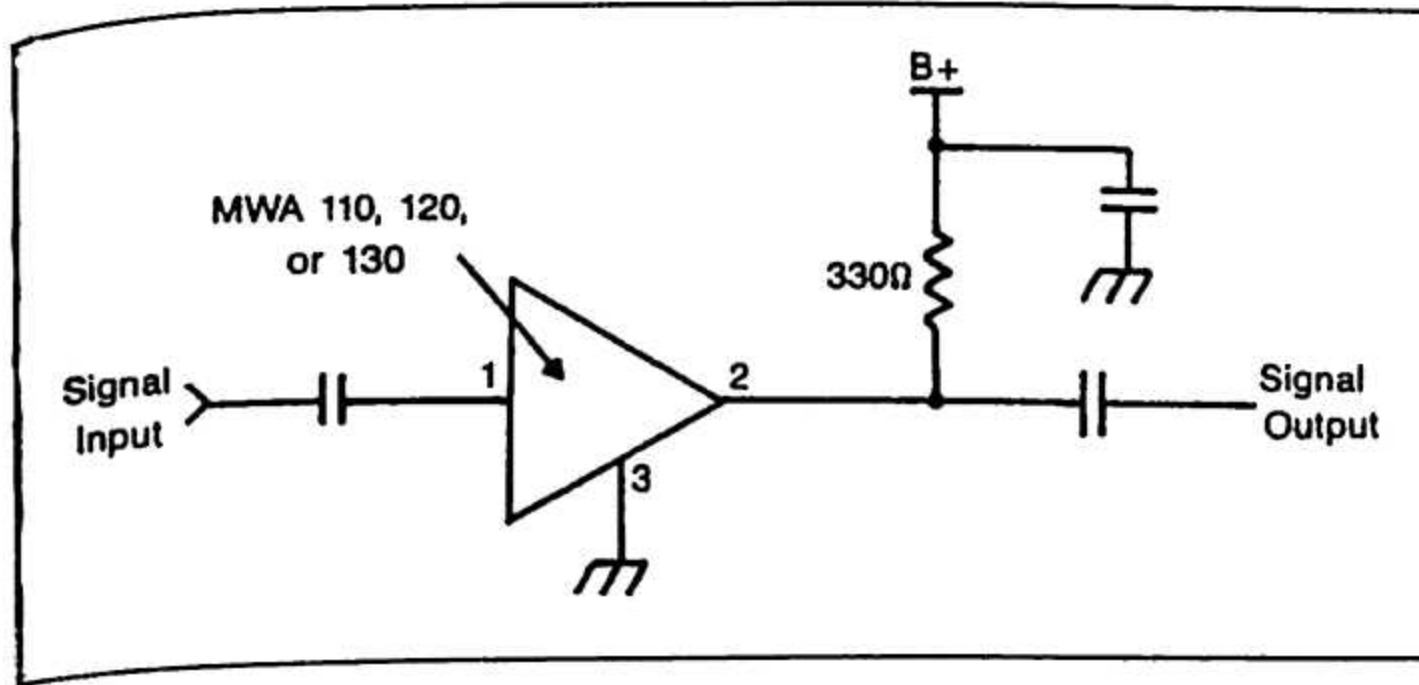 B+
MWA 110, 120,
or 130
330Ω
1
2
3
Signal
Input
Signal
Output